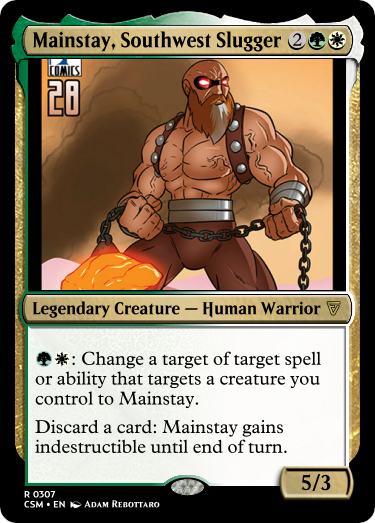 Mainstay, Southwest Slugger 2
COMICS
28
Legendary Creature — Human Warrior
: Change a target of target spell
or ability that targets a creature you
control to Mainstay.
Discard a card: Mainstay gains
indestructible until end of turn.
5/3
R 0307
CSM • EN Adam Rebottaro